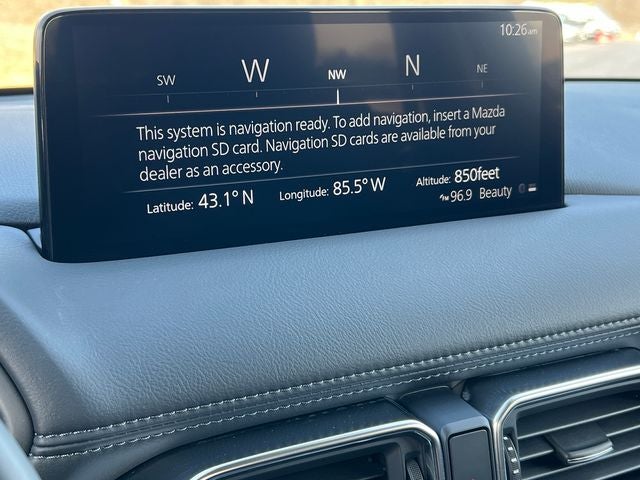 10:26am
SW W NW N NE
This system is navigation ready. To add navigation, insert a Mazda
navigation SD card. Navigation SD cards are available from your
dealer as an accessory.
Latitude: 43.1° N Longitude: 85.5° W Altitude: 850feet
FM 96.9 Beauty